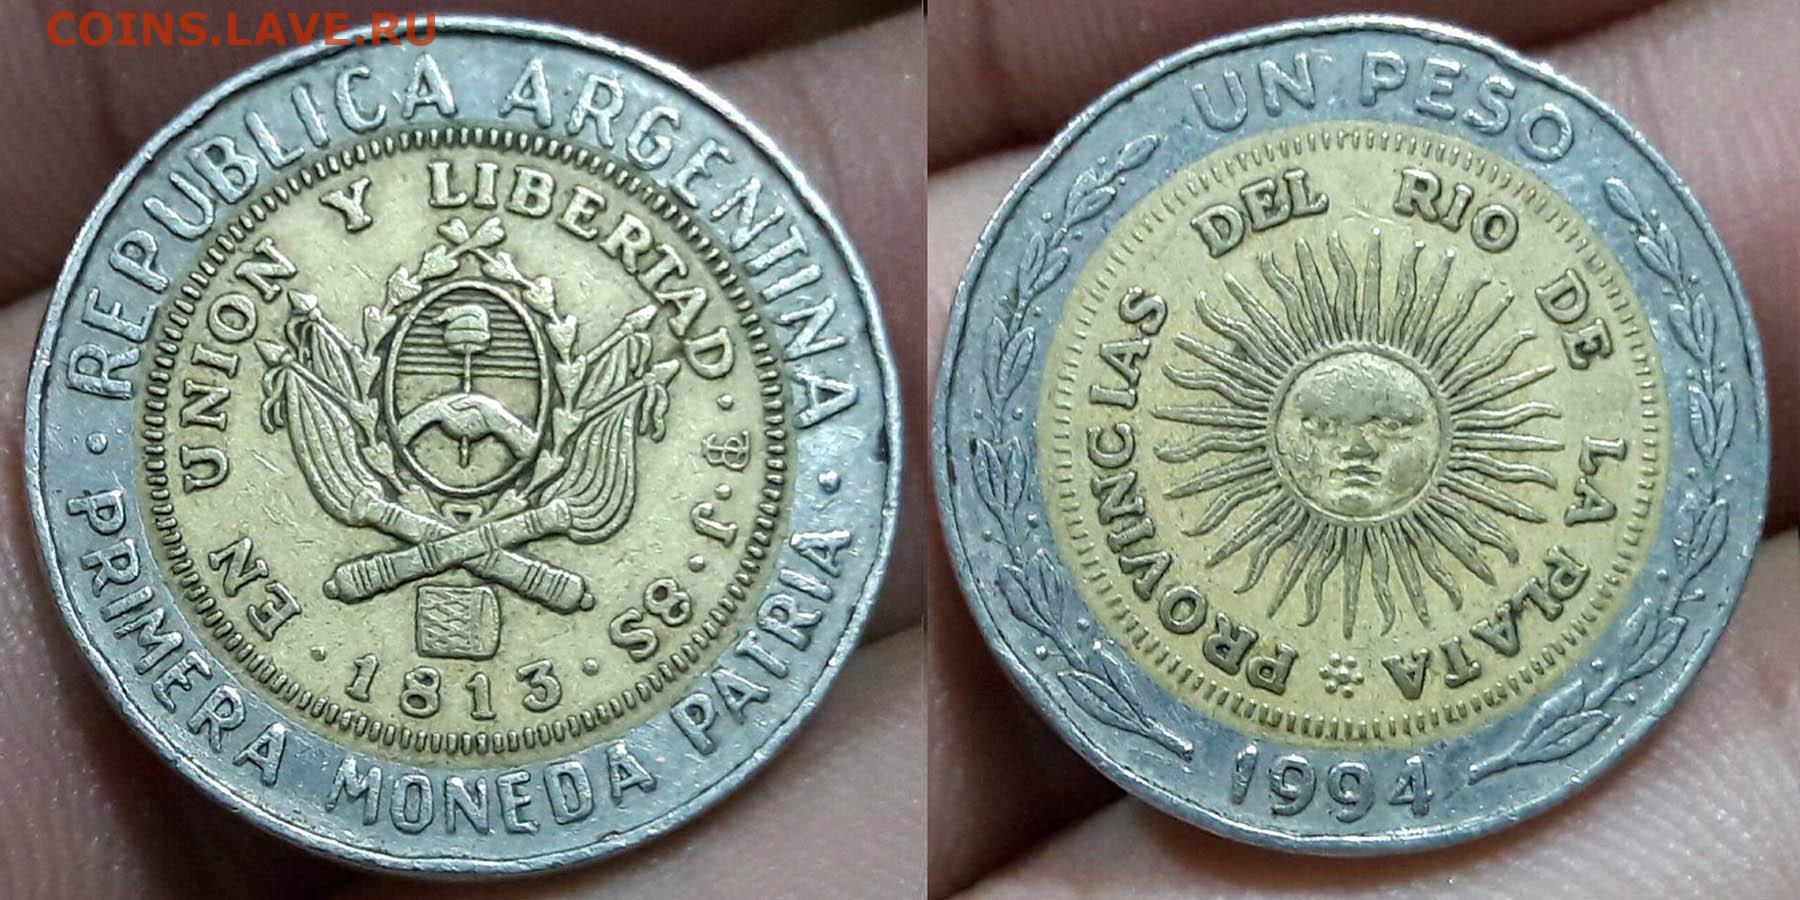 COINS.LAVE.RU
REPUBLICA ARGENTINA
EN UNION Y LIBERTAD · B · J · 8S
· 1813 ·
· PRIMERA MONEDA PATRIA ·
UN PESO
PROVINCIAS DEL RIO DE LA PLATA
1994